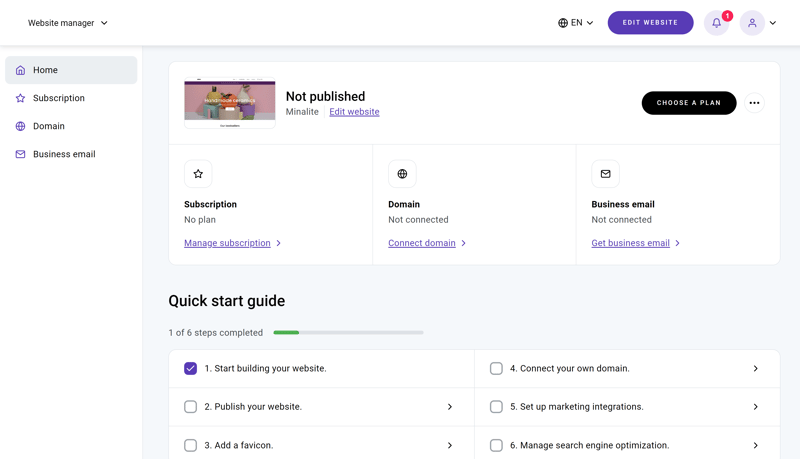 Website manager
EN
EDIT WEBSITE
1
Home
Subscription
Domain
Business email
Handmade ceramics
Not published
Minalite
Edit website
CHOOSE A PLAN
Subscription
No plan
Manage subscription
Domain
Not connected
Connect domain
Business email
Not connected
Get business email
Quick start guide
1 of 6 steps completed
1. Start building your website.
4. Connect your own domain.
2. Publish your website.
5. Set up marketing integrations.
3. Add a favicon.
6. Manage search engine optimization.